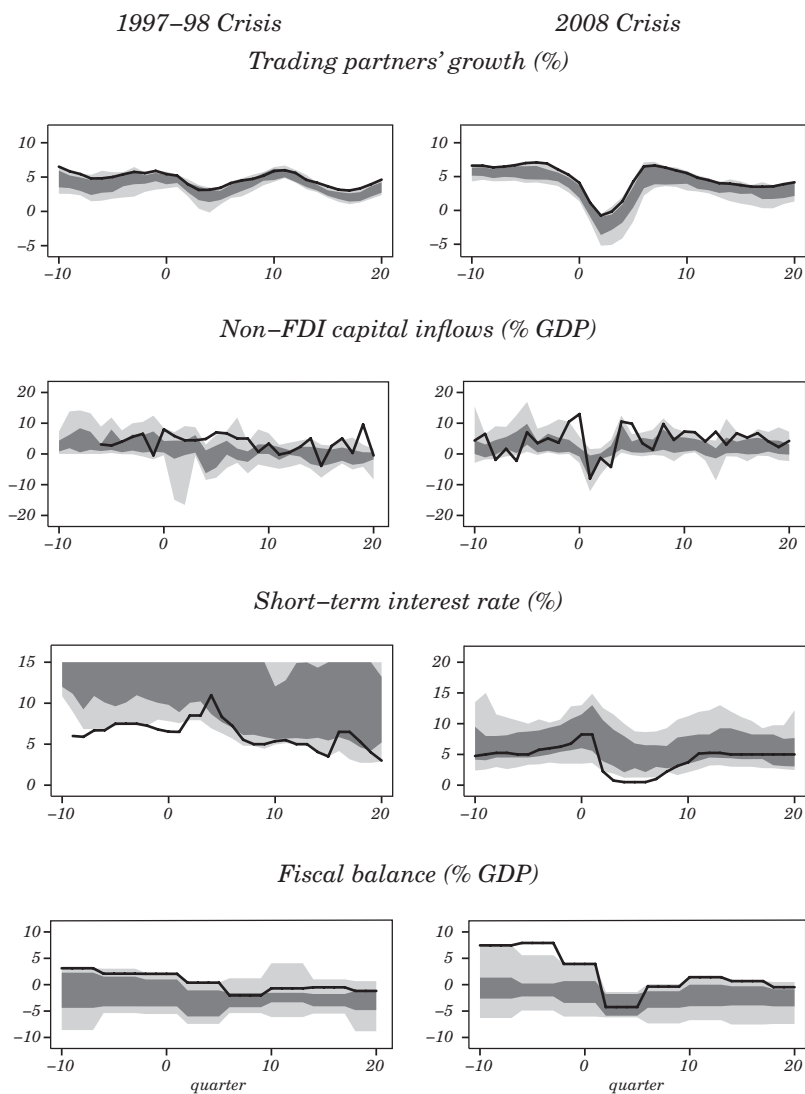 1997–98 Crisis 2008 Crisis
Trading partners' growth (%)
10 10
5 5
0 0
−5 −5
−10 0 10 20 −10 0 10 20
Non–FDI capital inflows (% GDP)
20 20
10 10
0 0
−10 −10
−20 −20
−10 0 10 20 −10 0 10 20
Short–term interest rate (%)
15 20
10 15
5 10
0 5
0
−10 0 10 20 −10 0 10 20
Fiscal balance (% GDP)
10 10
5 5
0 0
−5 −5
−10 −10
−10 0 10 20 −10 0 10 20
quarter quarter